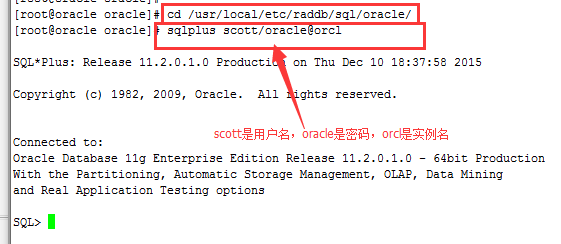 [root@oracle oracle]#
[root@oracle oracle]# cd /usr/local/etc/raddb/sql/oracle/
[root@oracle oracle]# sqlplus scott/oracle@orcl
SQL*Plus: Release 11.2.0.1.0 Production on Thu Dec 10 18:37:58 2015
Copyright (c) 1982, 2009, Oracle.  All rights reserved.
scott是用户名，oracle是密码，orcl是实例名
Connected to:
Oracle Database 11g Enterprise Edition Release 11.2.0.1.0 - 64bit Production
With the Partitioning, Automatic Storage Management, OLAP, Data Mining
and Real Application Testing options
SQL>